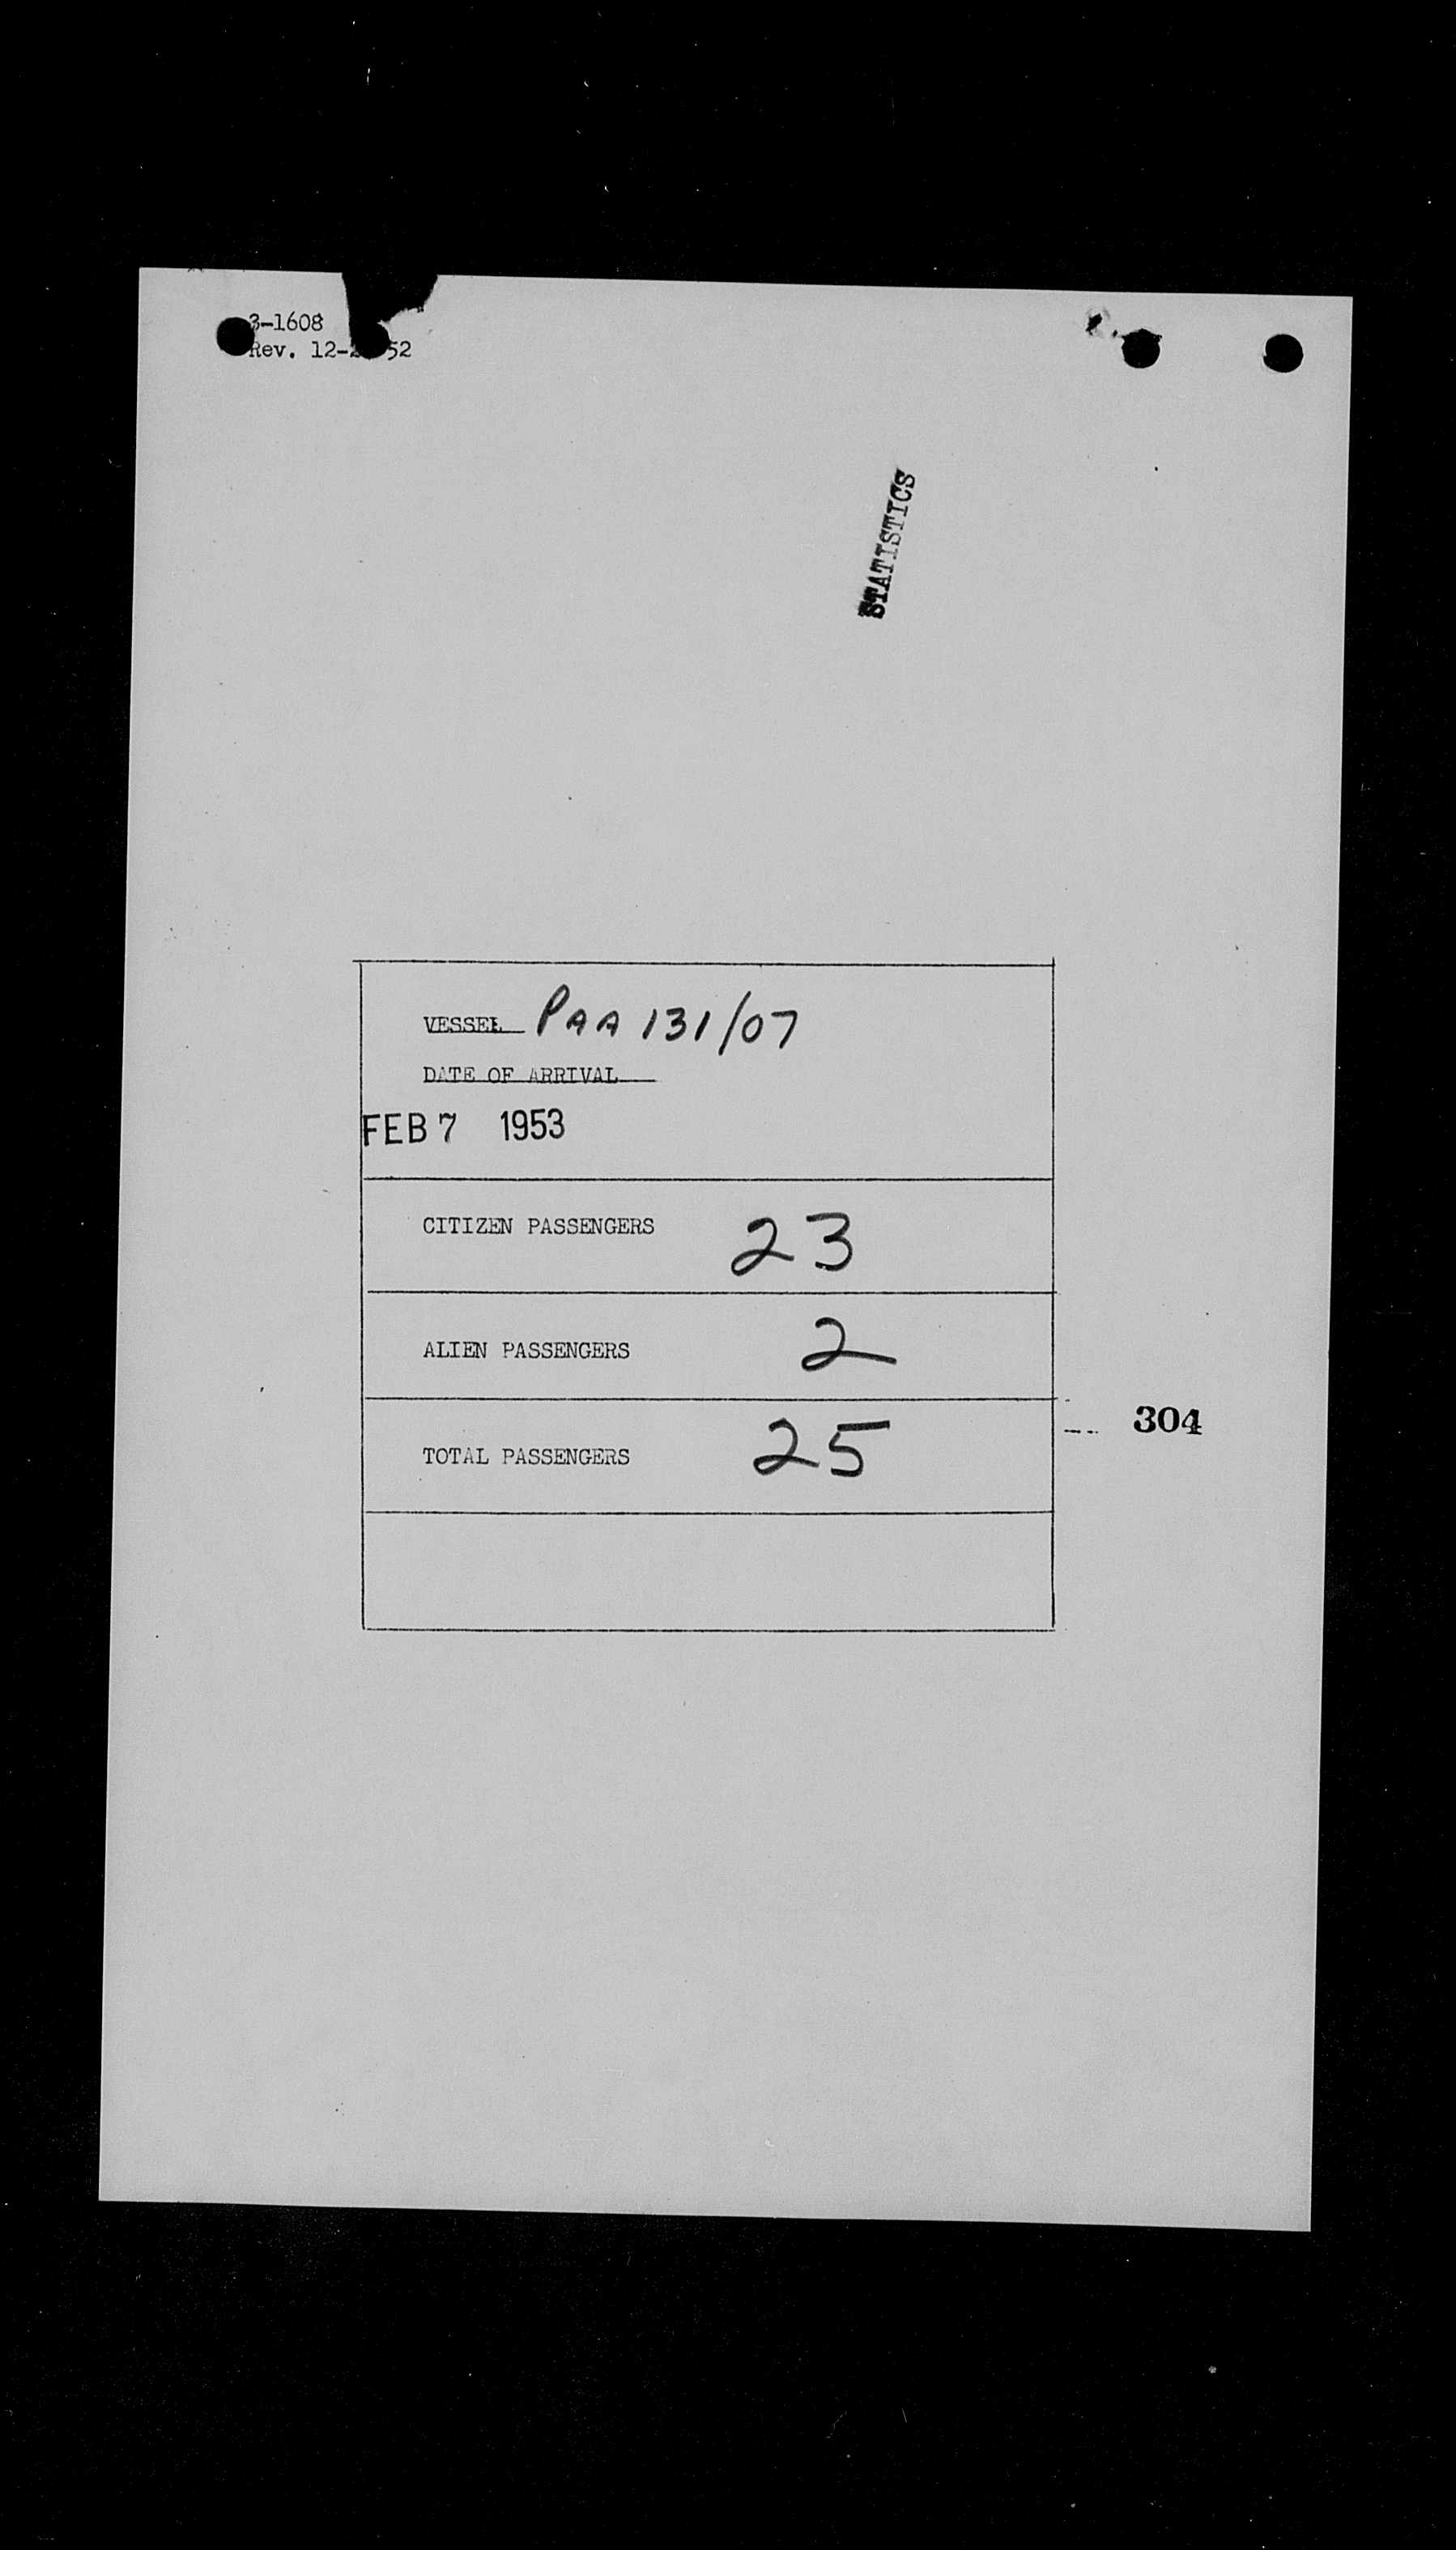 3-1608
Rev. 12- 52
STATISTICS
VESSEL PAA 131/07
DATE OF ARRIVAL
FEB 7 1953
CITIZEN PASSENGERS 23
ALIEN PASSENGERS 2
304
TOTAL PASSENGERS 25